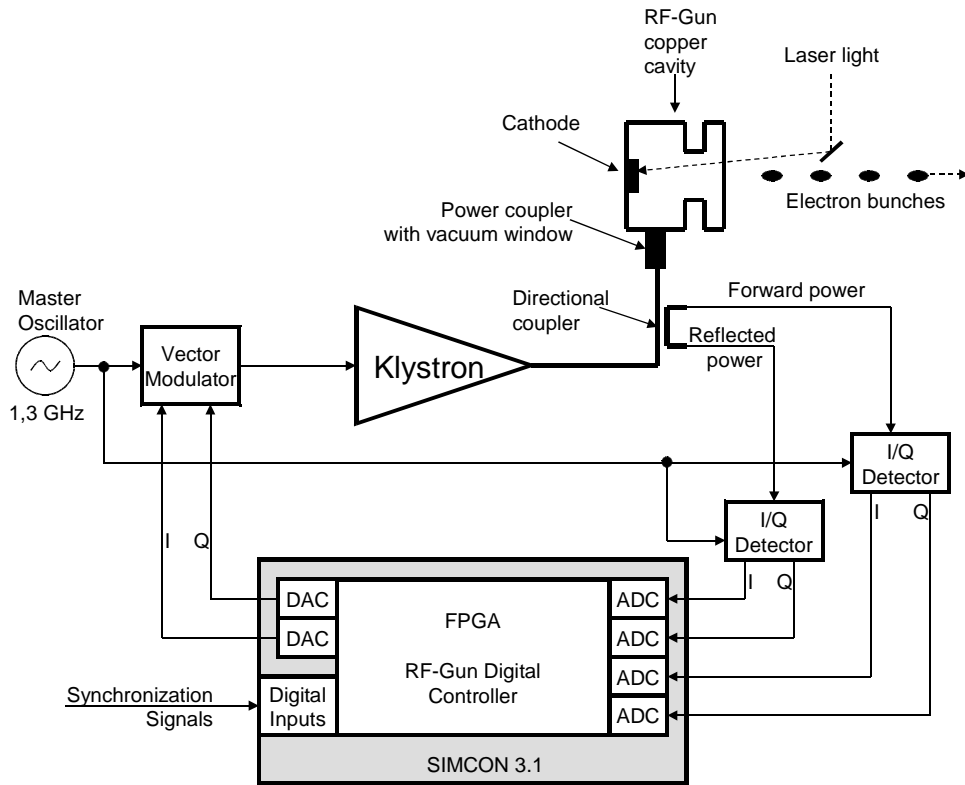 RF-Gun
copper
cavity
Laser light
Cathode
Electron bunches
Power coupler
with vacuum window
Directional
coupler
Forward power
Reflected
power
Master
Oscillator
1,3 GHz
Vector
Modulator
Klystron
I/Q
Detector
I Q
I/Q
Detector
I Q
I Q
DAC
DAC
FPGA
RF-Gun Digital
Controller
ADC
ADC
ADC
ADC
Synchronization
Signals
Digital
Inputs
SIMCON 3.1